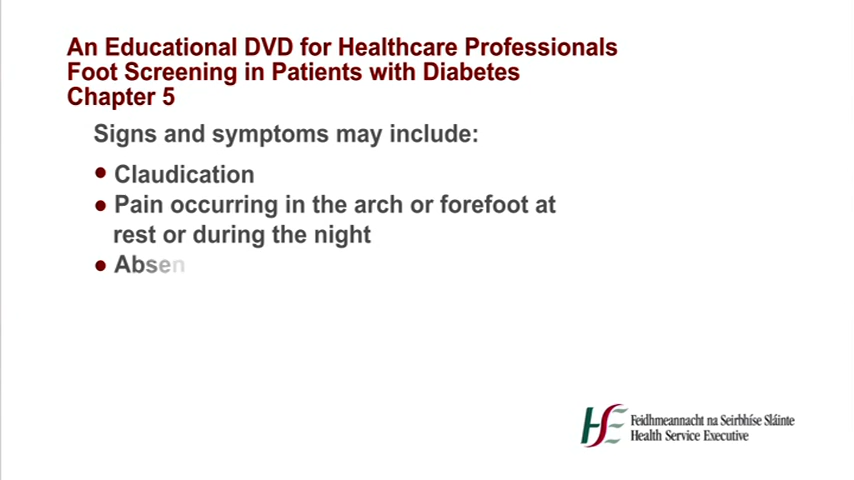 An Educational DVD for Healthcare Professionals
Foot Screening in Patients with Diabetes
Chapter 5
Signs and symptoms may include:
• Claudication
• Pain occurring in the arch or forefoot at
rest or during the night
• Absen
HSE Feidhmeannacht na Seirbhíse Sláinte
Health Service Executive